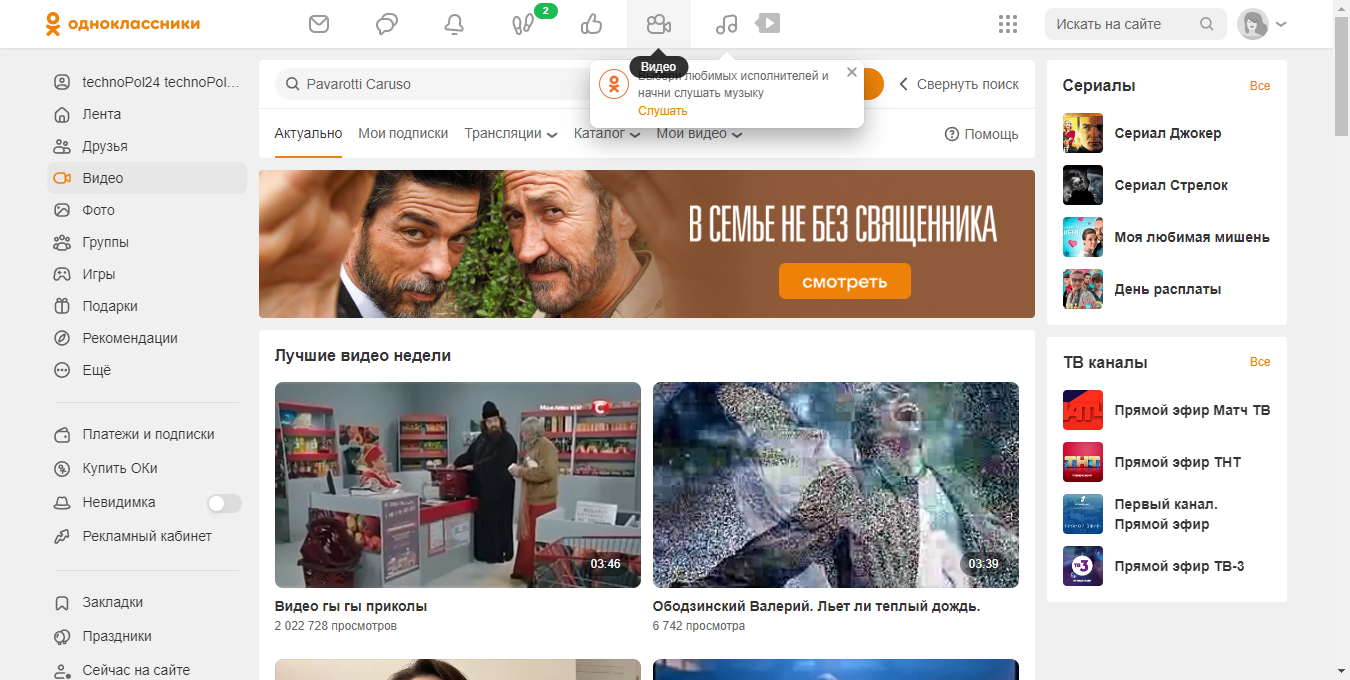 одноклассники
2
Искать на сайте
Видео
Выбери любимых исполнителей и
начни слушать музыку
Слушать
technoPol24 technoPol...
Лента
Друзья
Видео
Фото
Группы
Игры
Подарки
Рекомендации
Ещё
Платежи и подписки
Купить ОКи
Невидимка
Рекламный кабинет
Закладки
Праздники
Сейчас на сайте
Pavarotti Caruso
Свернуть поиск
Актуально Мои подписки Трансляции Каталог Мои видео Помощь
В СЕМЬЕ НЕ БЕЗ СВЯЩЕННИКА
смотреть
Лучшие видео недели
03:46
Видео гы гы приколы
2 022 728 просмотров
03:39
Ободзинский Валерий. Льет ли теплый дождь.
6 742 просмотра
Сериалы Все
Сериал Джокер
Сериал Стрелок
Моя любимая мишень
День расплаты
ТВ каналы Все
Прямой эфир Матч ТВ
ТНТ
Прямой эфир ТНТ
Первый канал.
Прямой эфир
Прямой эфир ТВ-3